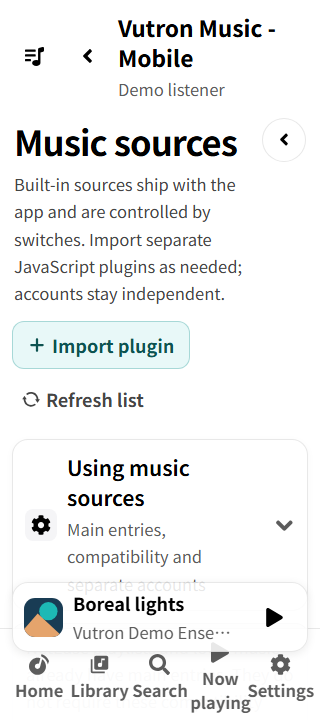 Vutron Music -
Mobile
Demo listener
Music sources
Built-in sources ship with the
app and are controlled by
switches. Import separate
JavaScript plugins as needed;
accounts stay independent.
+ Import plugin
Refresh list
Using music
sources
Main entries,
compatibility and
separate accounts
Boreal lights
Vutron Demo Ense···
Home Library Search Now playing Settings